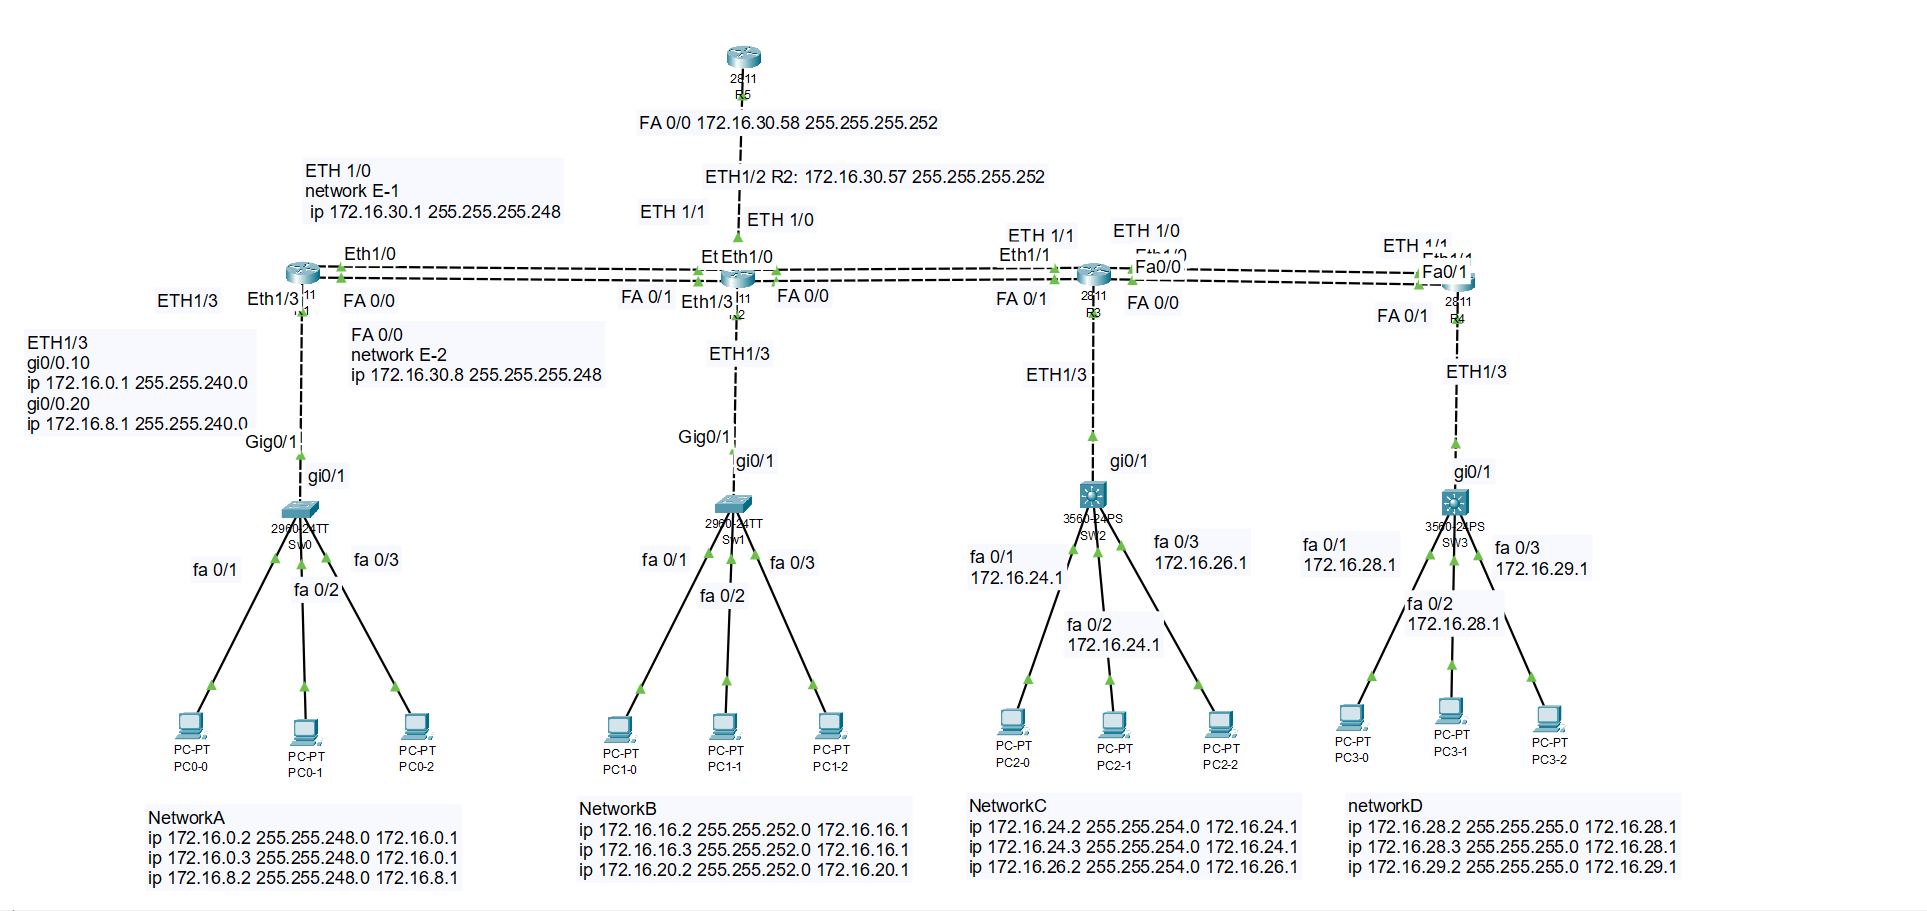 2811
R5
FA 0/0 172.16.30.58 255.255.255.252
ETH 1/0
network E-1
ip 172.16.30.1 255.255.255.248
ETH1/2 R2: 172.16.30.57 255.255.255.252
ETH 1/1
ETH 1/0
ETH 1/1
ETH 1/0
ETH 1/1
Eth1/0
Et
Eth1/0
Eth1/1
Eth1/0
Fa0/0
Eth1/1
Fa0/1
ETH1/3
Eth1/3
11
1
FA 0/0
FA 0/1
Eth1/3
11
2
FA 0/0
FA 0/1
2811
R3
FA 0/0
FA 0/1
2811
R4
ETH1/3
gi0/0.10
ip 172.16.0.1 255.255.240.0
gi0/0.20
ip 172.16.8.1 255.255.240.0
FA 0/0
network E-2
ip 172.16.30.8 255.255.255.248
ETH1/3
ETH1/3
ETH1/3
Gig0/1
gi0/1
Gig0/1
gi0/1
gi0/1
gi0/1
2960-24TT
Sw0
2960-24TT
Sw1
3560-24PS
SW2
3560-24PS
SW3
fa 0/1
fa 0/2
fa 0/3
fa 0/1
fa 0/2
fa 0/3
fa 0/1
172.16.24.1
fa 0/2
172.16.24.1
fa 0/3
172.16.26.1
fa 0/1
172.16.28.1
fa 0/2
172.16.28.1
fa 0/3
172.16.29.1
PC-PT
PC0-0
PC-PT
PC0-1
PC-PT
PC0-2
PC-PT
PC1-0
PC-PT
PC1-1
PC-PT
PC1-2
PC-PT
PC2-0
PC-PT
PC2-1
PC-PT
PC2-2
PC-PT
PC3-0
PC-PT
PC3-1
PC-PT
PC3-2
NetworkA
ip 172.16.0.2 255.255.248.0 172.16.0.1
ip 172.16.0.3 255.255.248.0 172.16.0.1
ip 172.16.8.2 255.255.248.0 172.16.8.1
NetworkB
ip 172.16.16.2 255.255.252.0 172.16.16.1
ip 172.16.16.3 255.255.252.0 172.16.16.1
ip 172.16.20.2 255.255.252.0 172.16.20.1
NetworkC
ip 172.16.24.2 255.255.254.0 172.16.24.1
ip 172.16.24.3 255.255.254.0 172.16.24.1
ip 172.16.26.2 255.255.254.0 172.16.26.1
networkD
ip 172.16.28.2 255.255.255.0 172.16.28.1
ip 172.16.28.3 255.255.255.0 172.16.28.1
ip 172.16.29.2 255.255.255.0 172.16.29.1